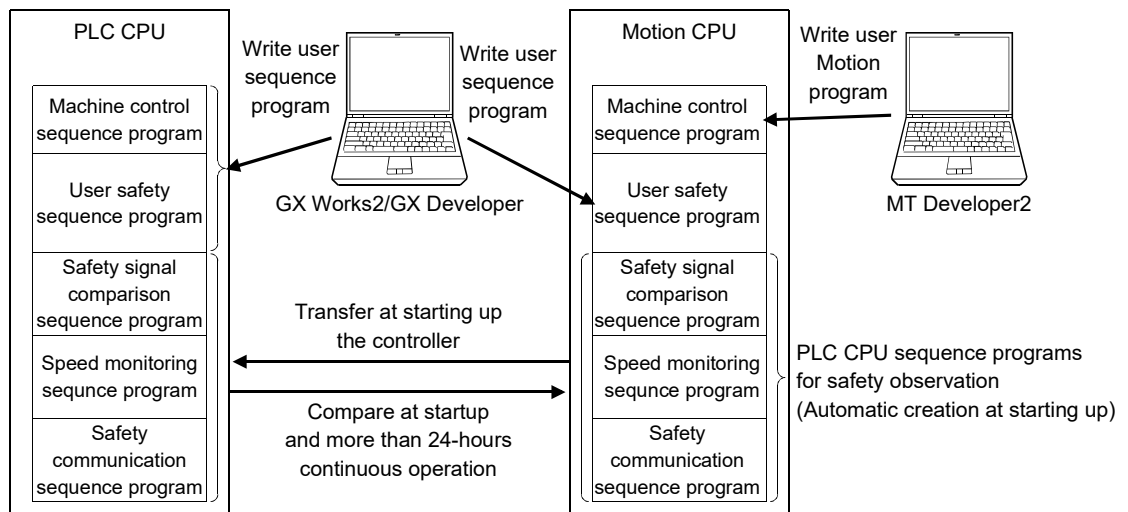 PLC CPU
Write user
sequence
program
Write user
sequence
program
Motion CPU
Write user
Motion
program
Machine control
sequence program
User safety
sequence program
Safety signal
comparison
sequence program
Speed monitoring
sequnce program
Safety
communication
sequence program
GX Works2/GX Developer
Transfer at starting up
the controller
Compare at startup
and more than 24-hours
continuous operation
Machine control
sequence program
User safety
sequence program
Safety signal
comparison
sequence program
Speed monitoring
sequnce program
Safety
communication
sequence program
MT Developer2
PLC CPU sequence programs
for safety observation
(Automatic creation at starting up)